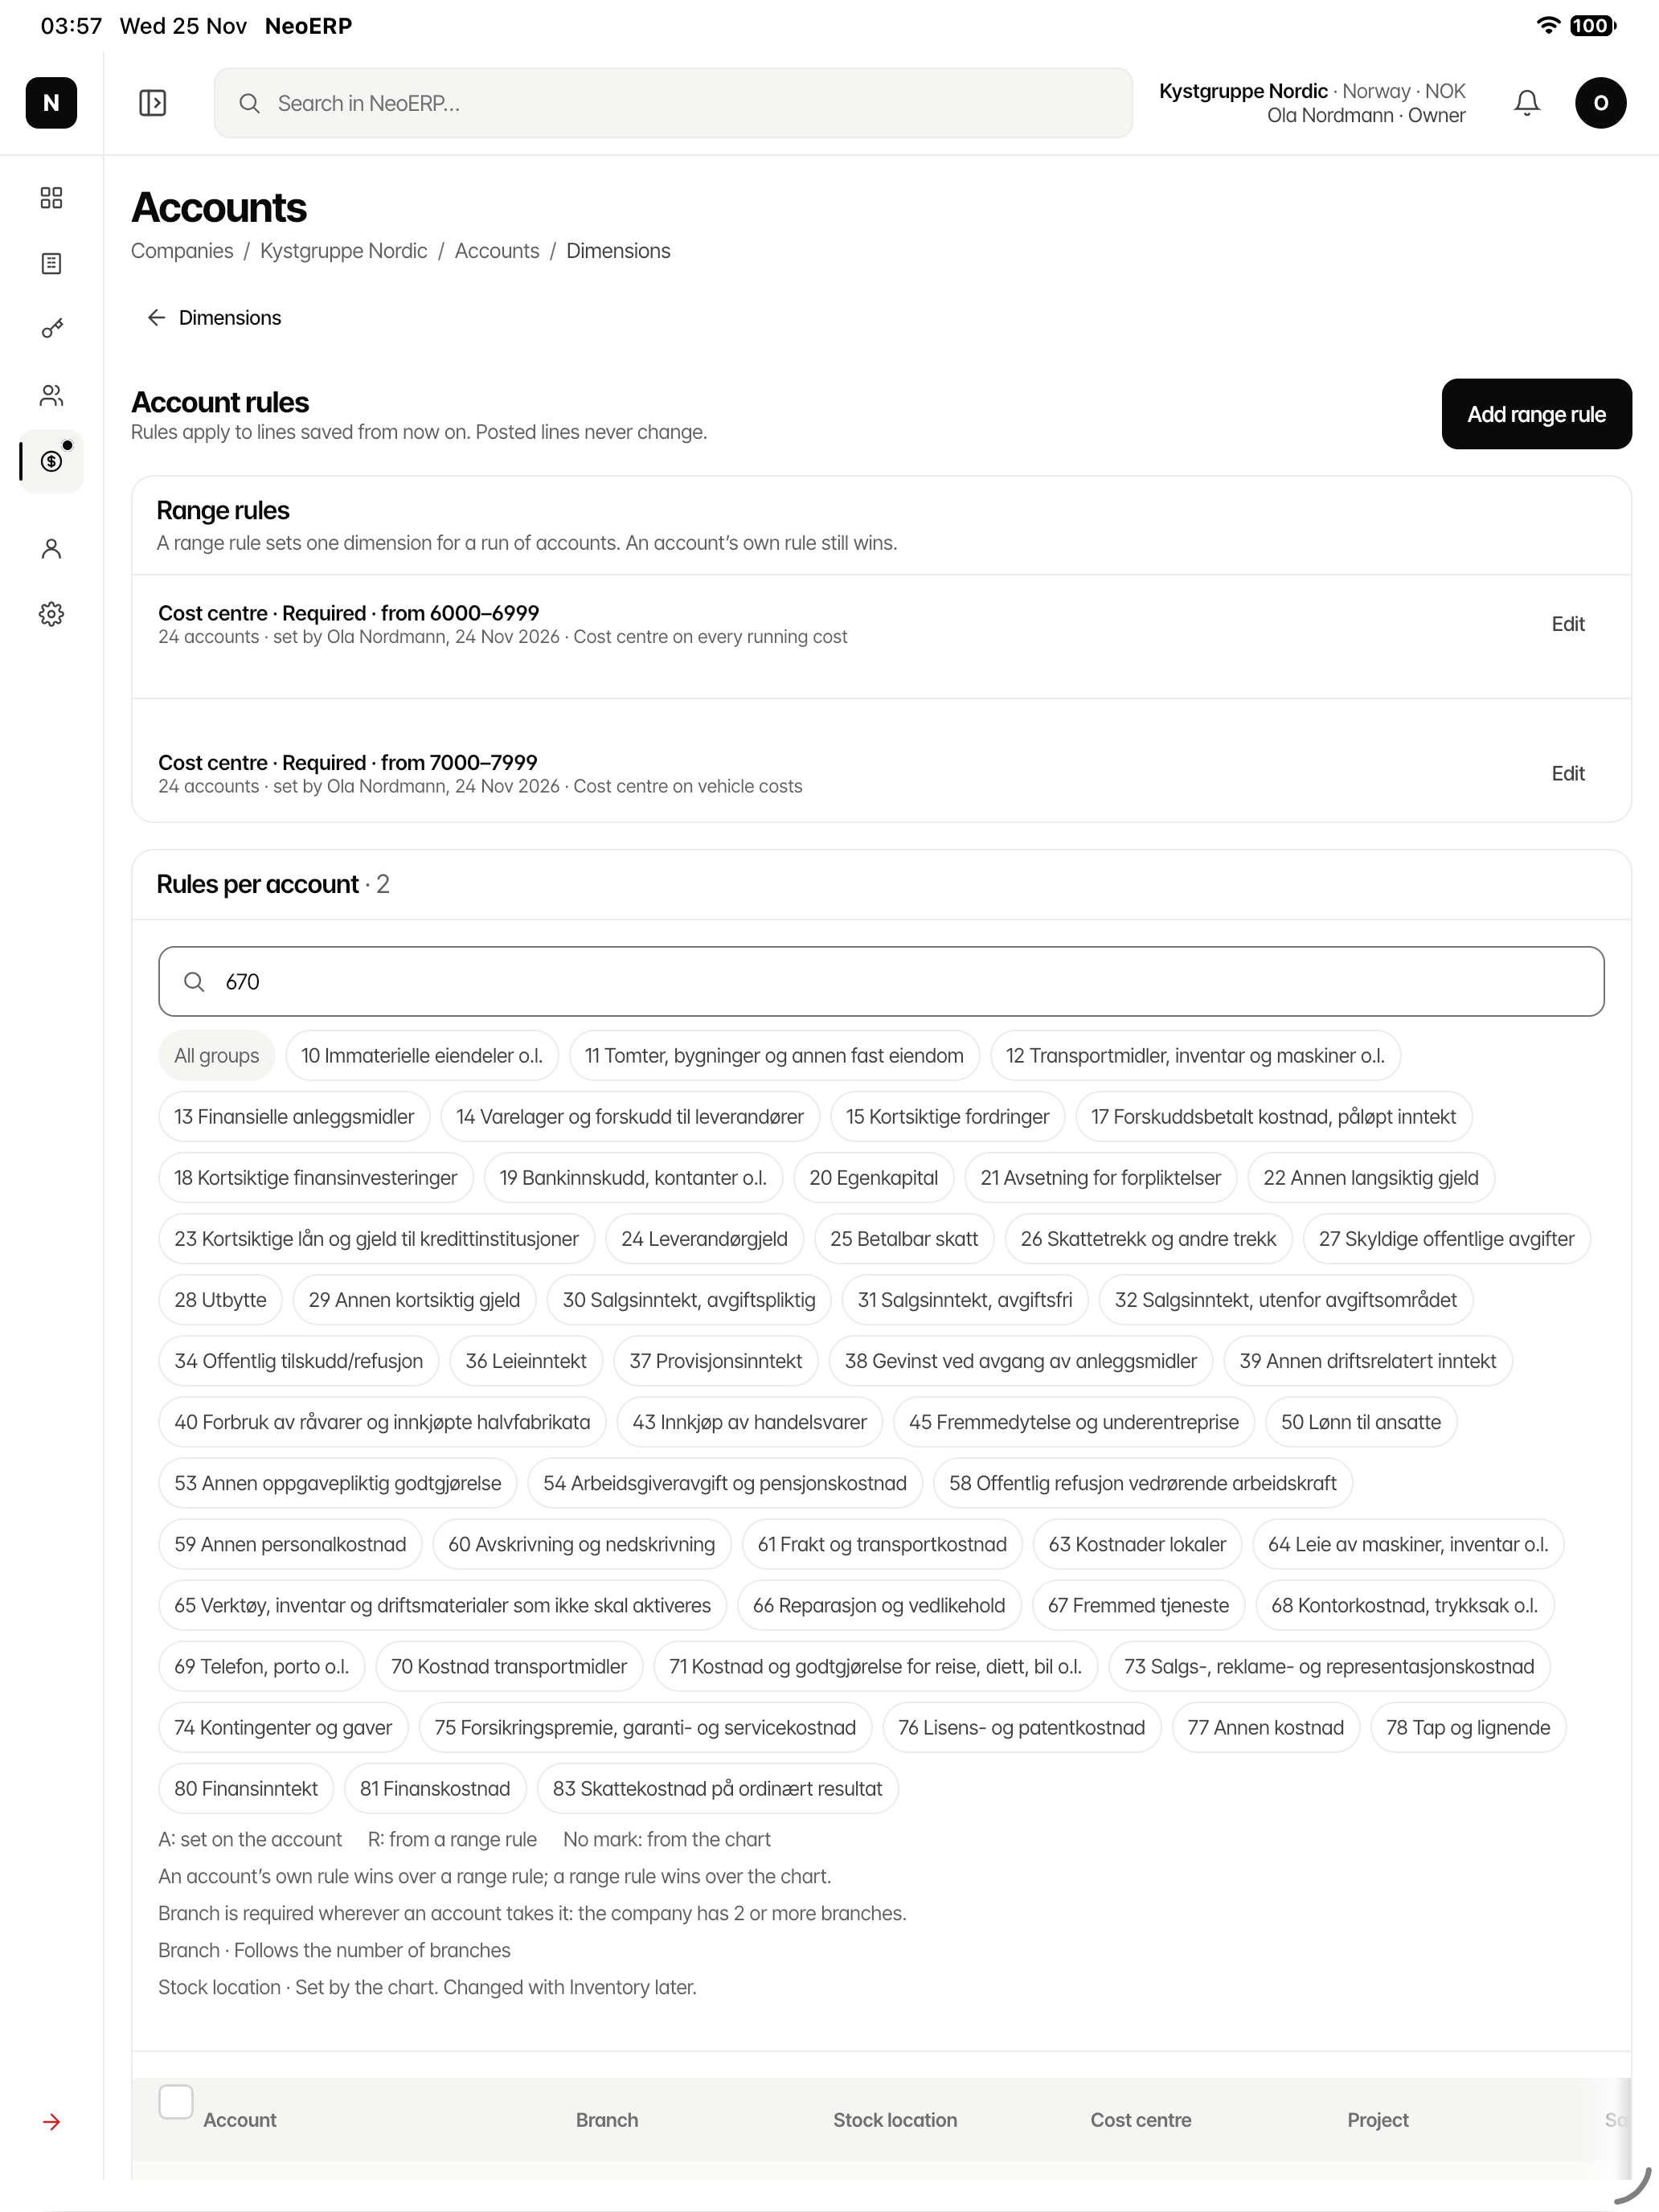 03:57 Wed 25 Nov NeoERP
100
N
Search in NeoERP...
Kystgruppe Nordic · Norway · NOK
Ola Nordmann · Owner
O
Accounts
Companies / Kystgruppe Nordic / Accounts / Dimensions
Dimensions
Account rules
Rules apply to lines saved from now on. Posted lines never change.
Add range rule
Range rules
A range rule sets one dimension for a run of accounts. An account’s own rule still wins.
Cost centre · Required · from 6000–6999
24 accounts · set by Ola Nordmann, 24 Nov 2026 · Cost centre on every running cost
Edit
Cost centre · Required · from 7000–7999
24 accounts · set by Ola Nordmann, 24 Nov 2026 · Cost centre on vehicle costs
Edit
Rules per account · 2
670
All groups 10 Immaterielle eiendeler o.l. 11 Tomter, bygninger og annen fast eiendom 12 Transportmidler, inventar og maskiner o.l.
13 Finansielle anleggsmidler 14 Varelager og forskudd til leverandører 15 Kortsiktige fordringer 17 Forskuddsbetalt kostnad, påløpt inntekt
18 Kortsiktige finansinvesteringer 19 Bankinnskudd, kontanter o.l. 20 Egenkapital 21 Avsetning for forpliktelser 22 Annen langsiktig gjeld
23 Kortsiktige lån og gjeld til kredittinstitusjoner 24 Leverandørgjeld 25 Betalbar skatt 26 Skattetrekk og andre trekk 27 Skyldige offentlige avgifter
28 Utbytte 29 Annen kortsiktig gjeld 30 Salgsinntekt, avgiftspliktig 31 Salgsinntekt, avgiftsfri 32 Salgsinntekt, utenfor avgiftsområdet
34 Offentlig tilskudd/refusjon 36 Leieinntekt 37 Provisjonsinntekt 38 Gevinst ved avgang av anleggsmidler 39 Annen driftsrelatert inntekt
40 Forbruk av råvarer og innkjøpte halvfabrikata 43 Innkjøp av handelsvarer 45 Fremmedytelse og underentreprise 50 Lønn til ansatte
53 Annen oppgavepliktig godtgjørelse 54 Arbeidsgiveravgift og pensjonskostnad 58 Offentlig refusjon vedrørende arbeidskraft
59 Annen personalkostnad 60 Avskrivning og nedskrivning 61 Frakt og transportkostnad 63 Kostnader lokaler 64 Leie av maskiner, inventar o.l.
65 Verktøy, inventar og driftsmaterialer som ikke skal aktiveres 66 Reparasjon og vedlikehold 67 Fremmed tjeneste 68 Kontorkostnad, trykksak o.l.
69 Telefon, porto o.l. 70 Kostnad transportmidler 71 Kostnad og godtgjørelse for reise, diett, bil o.l. 73 Salgs-, reklame- og representasjonskostnad
74 Kontingenter og gaver 75 Forsikringspremie, garanti- og servicekostnad 76 Lisens- og patentkostnad 77 Annen kostnad 78 Tap og lignende
80 Finansinntekt 81 Finanskostnad 83 Skattekostnad på ordinært resultat
A: set on the account R: from a range rule No mark: from the chart
An account’s own rule wins over a range rule; a range rule wins over the chart.
Branch is required wherever an account takes it: the company has 2 or more branches.
Branch · Follows the number of branches
Stock location · Set by the chart. Changed with Inventory later.
Account Branch Stock location Cost centre Project